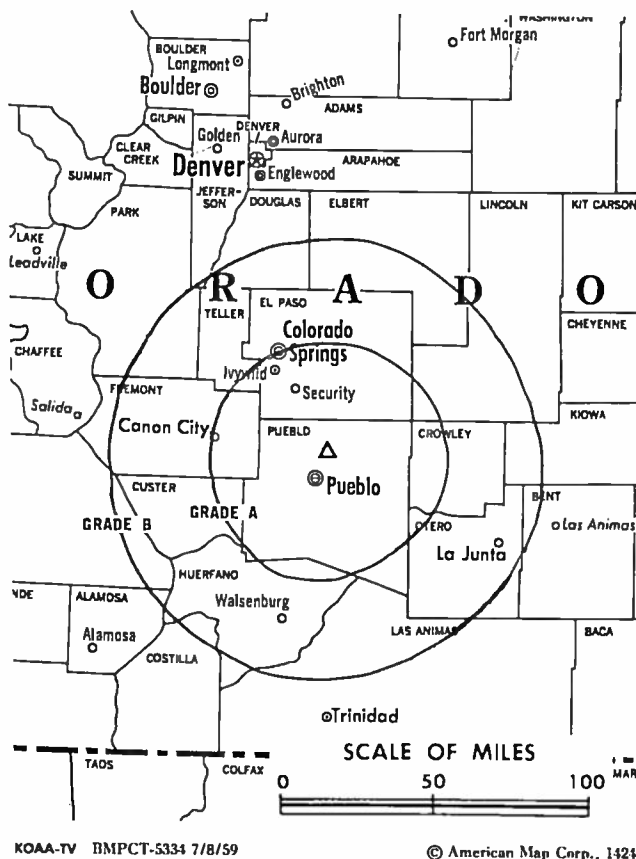 WASHINGTON
Fort Morgan
BOULDER
Longmont
Boulder
Brighton
ADAMS
GILPIN
DENVER
Golden
Aurora
CLEAR CREEK
Denver
ARAPAHOE
Englewood
SUMMIT
JEFFER-
SON
DOUGLAS
ELBERT
LINCOLN
KIT CARSON
PARK
LAKE
Leadville
O R A D O
TELLER
EL PASO
CHEYENNE
Colorado
Springs
CHAFFEE
Ivywild
Security
FREMONT
KIOWA
Salida
Canon City
PUEBLO
CROWLEY
Pueblo
CUSTER
BENT
GRADE B
GRADE A
OTERO
Las Animas
La Junta
HUERFANO
NDE
ALAMOSA
Walsenburg
LAS ANIMAS
BACA
Alamosa
COSTILLA
Trinidad
SCALE OF MILES
TAOS
COLFAX
MAR
0 50 100
KOAA-TV BMPCT-5334 7/8/59
© American Map Corp., 1424